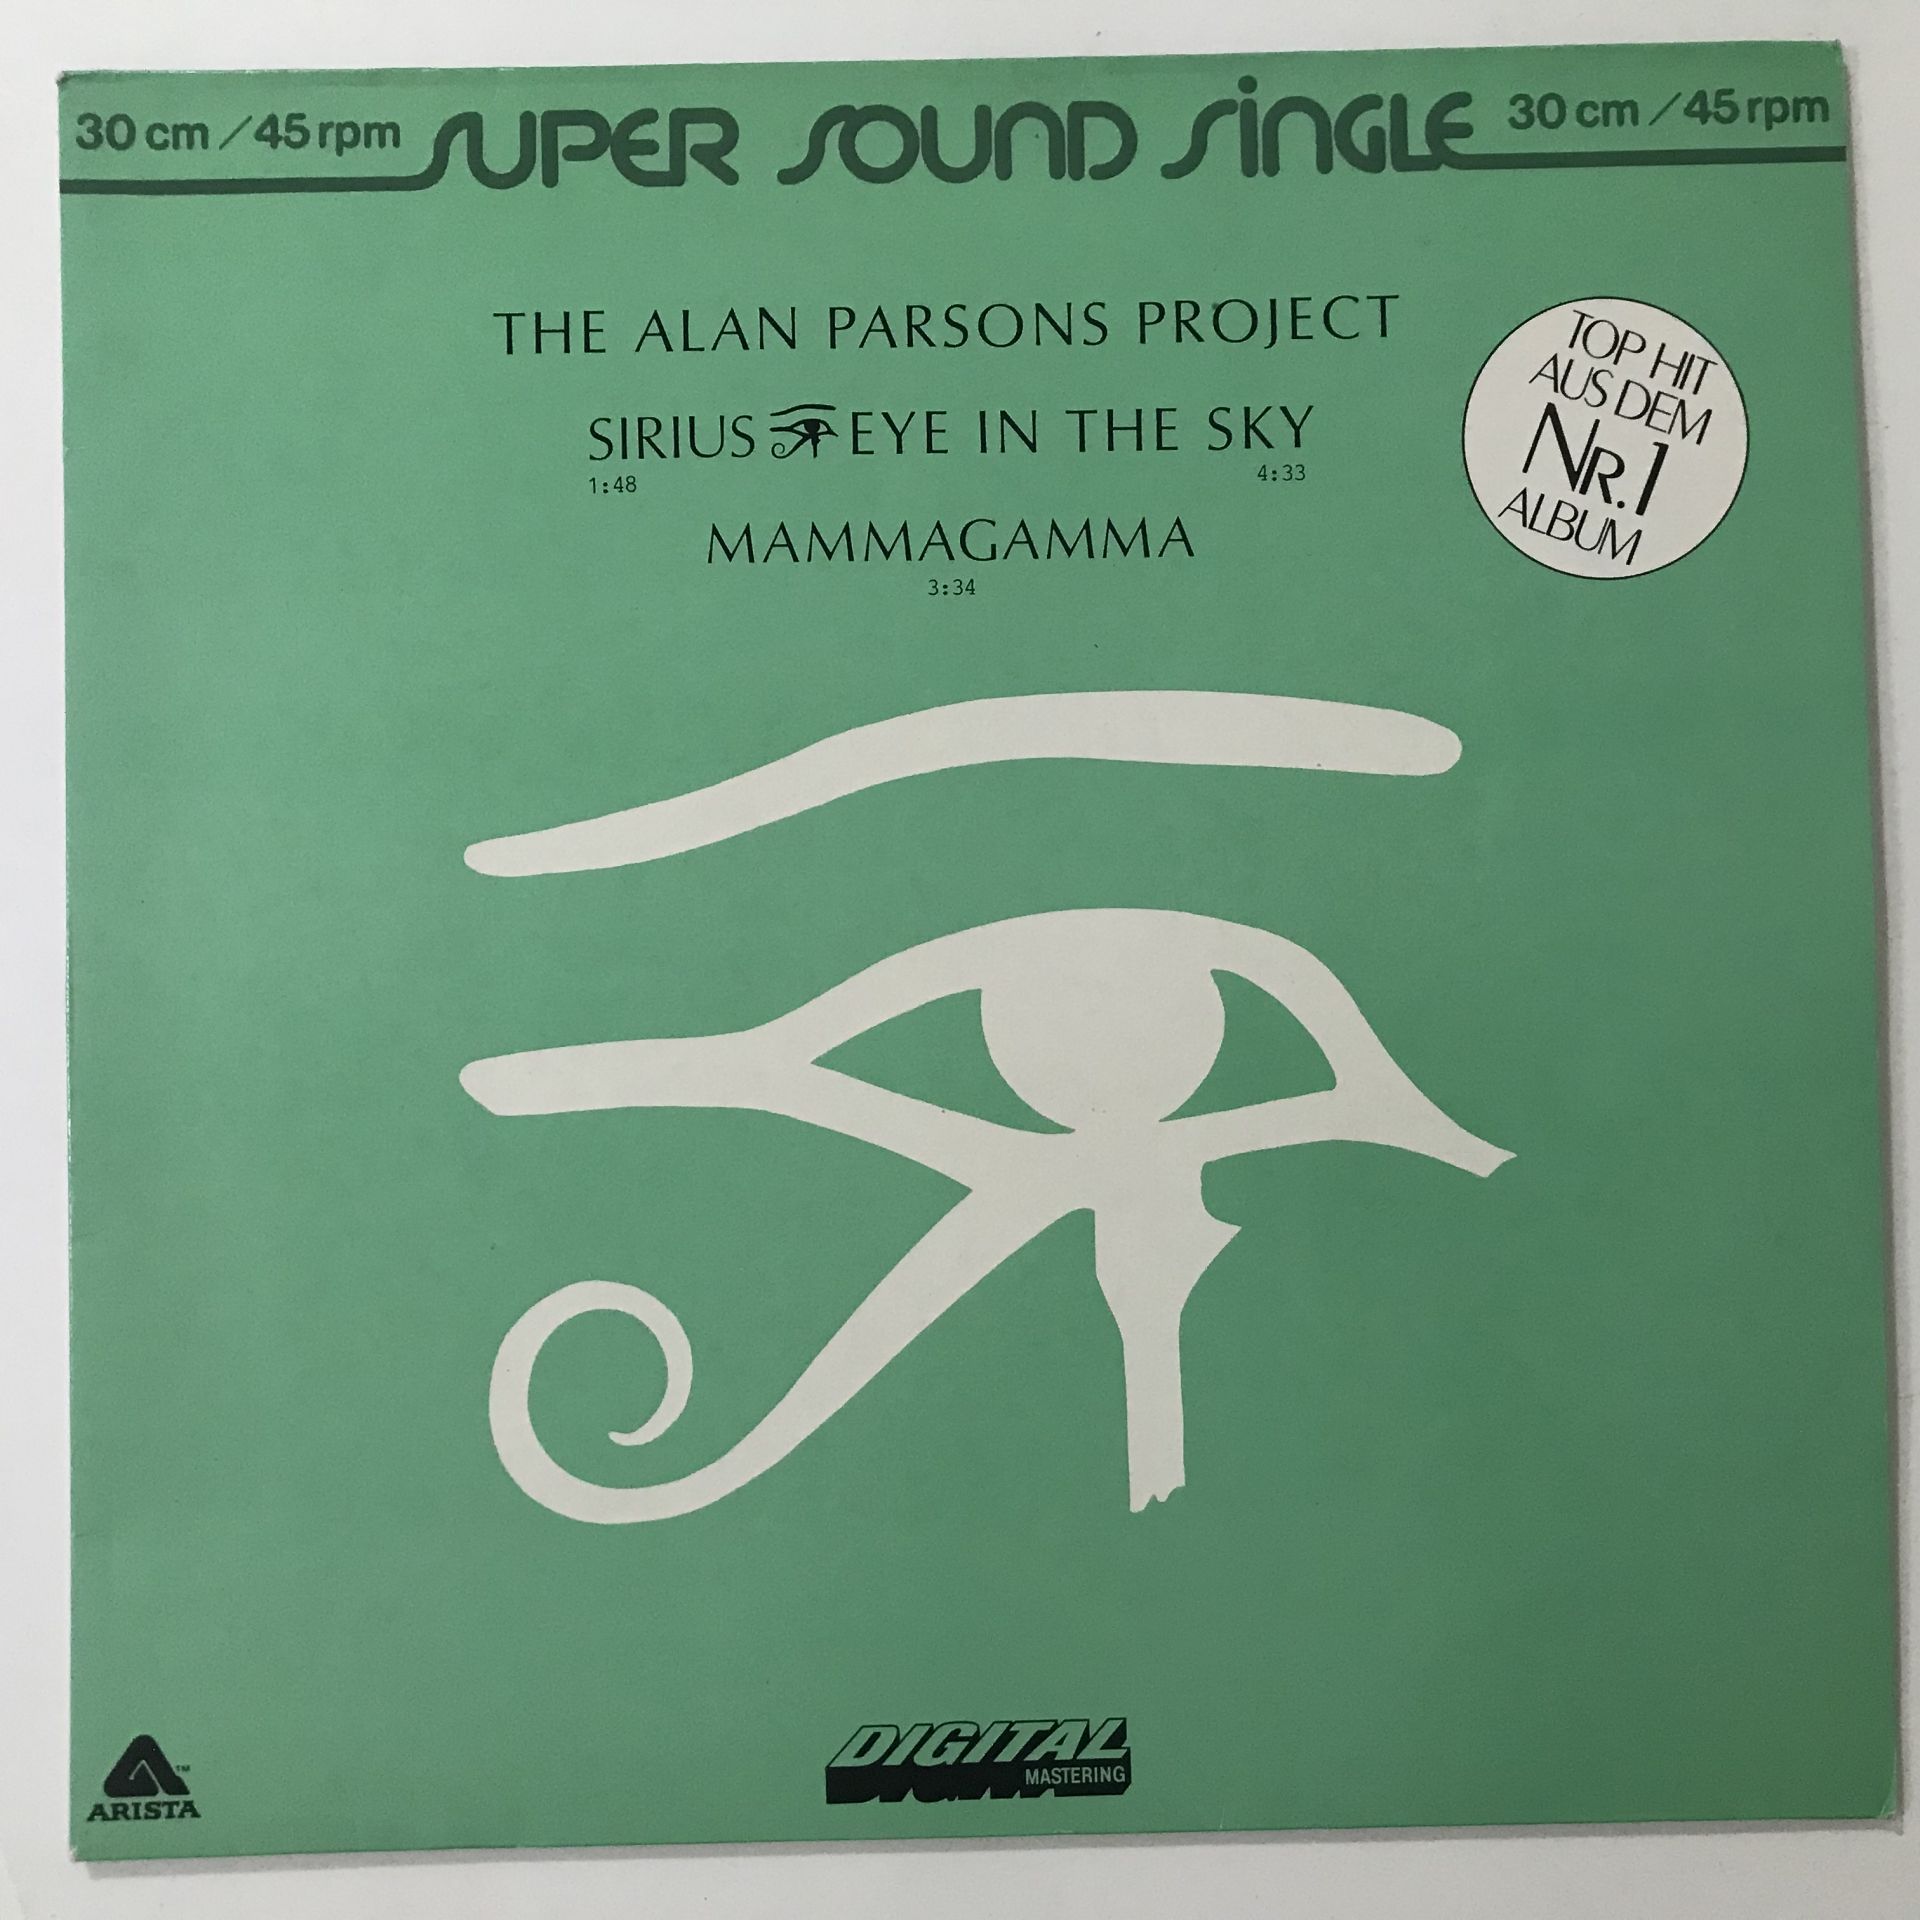 30 cm / 45 rpm SUPER SOUND SINGLE 30 cm / 45 rpm
THE ALAN PARSONS PROJECT
SIRIUS EYE IN THE SKY
1:48 4:33
MAMMAGAMMA
3:34
TOP HIT
AUS DEM
NR. 1
ALBUM
ARISTA™
DIGITAL
MASTERING